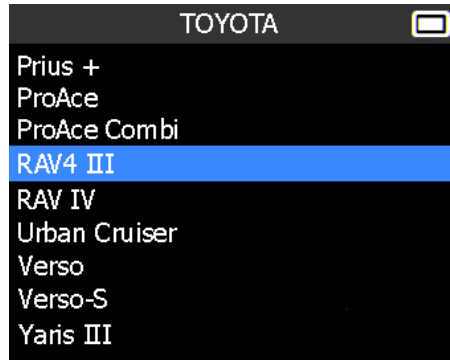 TOYOTA
Prius +
ProAce
ProAce Combi
RAV4 III
RAV IV
Urban Cruiser
Verso
Verso-S
Yaris III